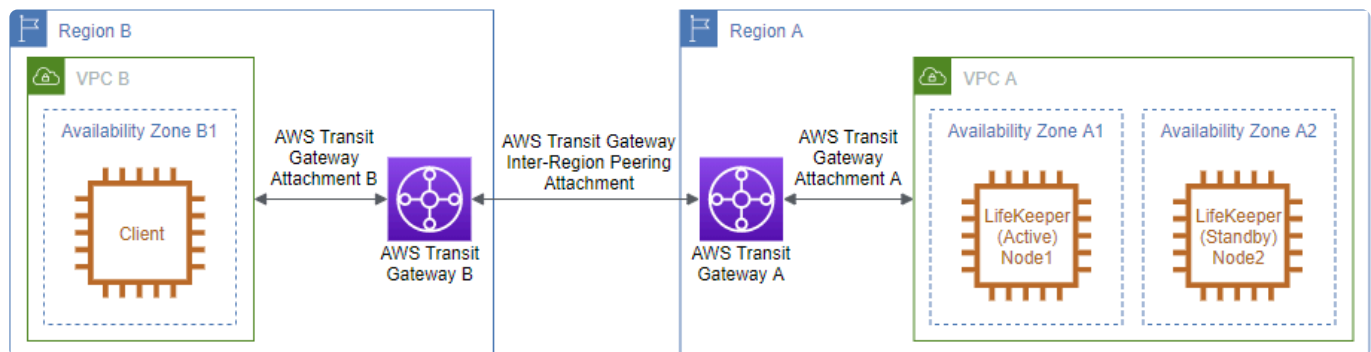 Region B
VPC B
Availability Zone B1
Client
AWS Transit
Gateway
Attachment B
AWS Transit
Gateway B
AWS Transit Gateway
Inter-Region Peering
Attachment
Region A
AWS Transit
Gateway A
AWS Transit
Gateway
Attachment A
VPC A
Availability Zone A1
LifeKeeper
(Active)
Node1
Availability Zone A2
LifeKeeper
(Standby)
Node2